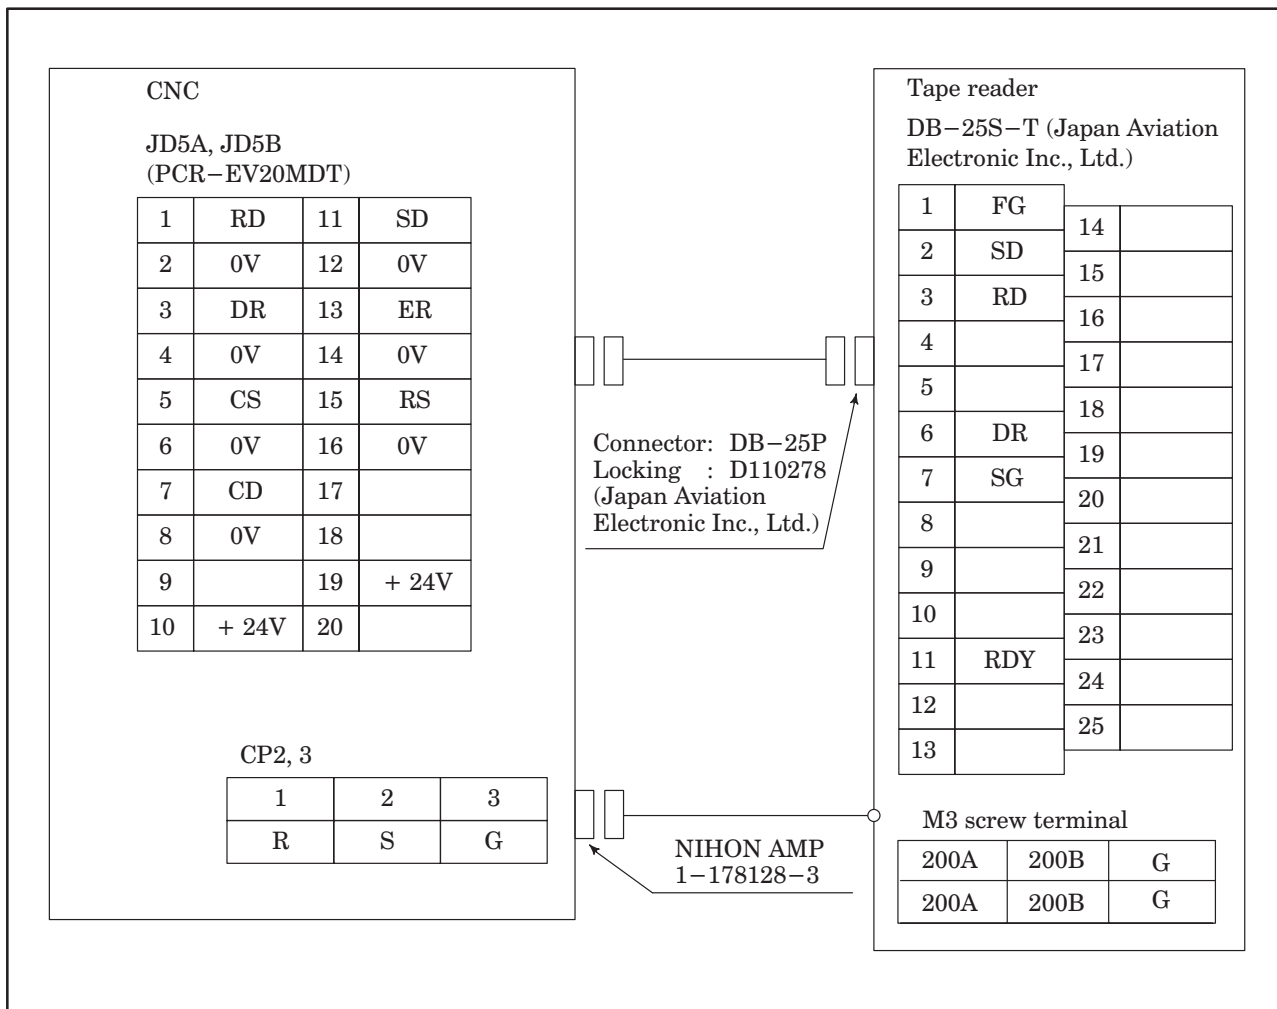 CNC
JD5A, JD5B
(PCR−EV20MDT)
1 RD 11 SD
2 0V 12 0V
3 DR 13 ER
4 0V 14 0V
5 CS 15 RS
6 0V 16 0V
7 CD 17
8 0V 18
9 19 + 24V
10 + 24V 20
CP2, 3
1 2 3
R S G
Connector: DB−25P
Locking : D110278
(Japan Aviation
Electronic Inc., Ltd.)
NIHON AMP
1−178128−3
Tape reader
DB−25S−T (Japan Aviation
Electronic Inc., Ltd.)
1 FG
2 SD
3 RD
4
5
6 DR
7 SG
8
9
10
11 RDY
12
13
14
15
16
17
18
19
20
21
22
23
24
25
M3 screw terminal
200A 200B G
200A 200B G